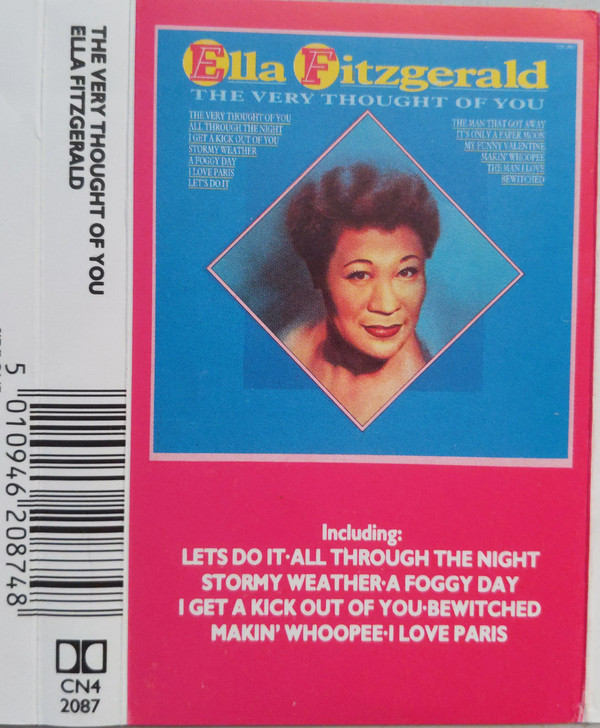 THE VERY THOUGHT OF YOU
ELLA FITZGERALD
5 010946 208748
CN4
2087
Ella Fitzgerald
THE VERY THOUGHT OF YOU
THE VERY THOUGHT OF YOU
ALL THROUGH THE NIGHT
I GET A KICK OUT OF YOU
STORMY WEATHER
A FOGGY DAY
I LOVE PARIS
LET'S DO IT
THE MAN THAT GOT AWAY
IT'S ONLY A PAPER MOON
MY FUNNY VALENTINE
MAKIN' WHOOPEE
THE MAN I LOVE
BEWITCHED
Including:
LETS DO IT·ALL THROUGH THE NIGHT
STORMY WEATHER·A FOGGY DAY
I GET A KICK OUT OF YOU·BEWITCHED
MAKIN' WHOOPEE·I LOVE PARIS